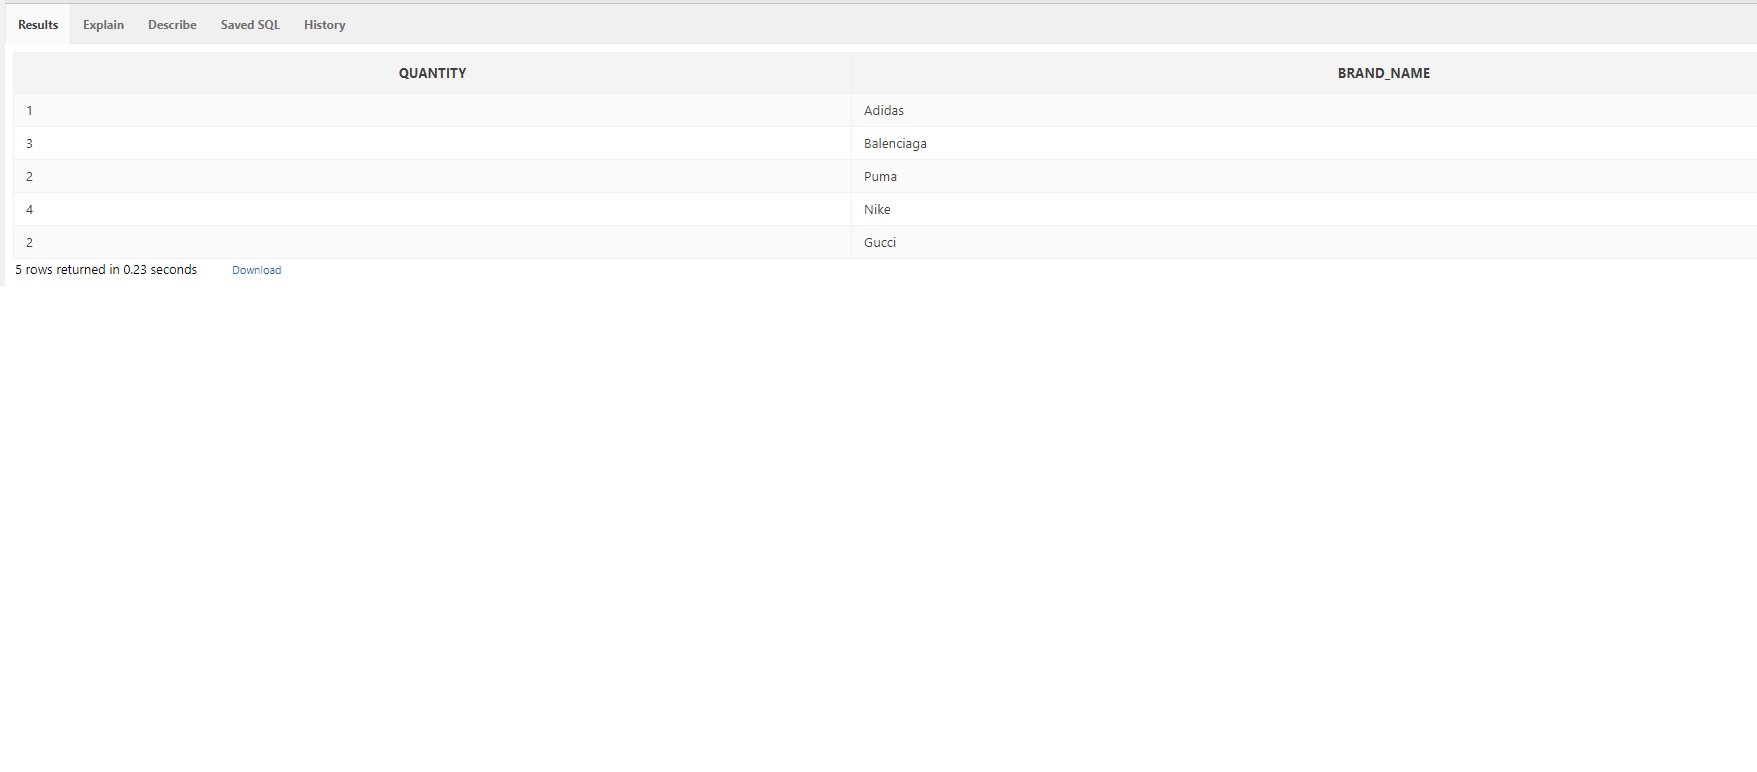 Results Explain Describe Saved SQL History
QUANTITY BRAND_NAME
1 Adidas
3 Balenciaga
2 Puma
4 Nike
2 Gucci
5 rows returned in 0.23 seconds Download